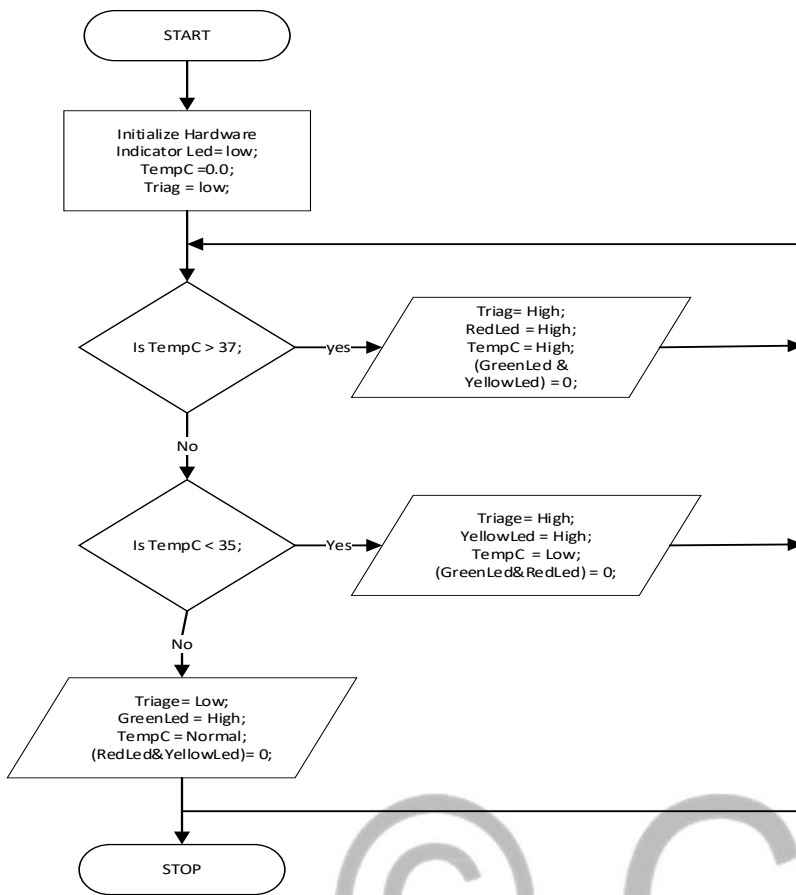 START
Initialize Hardware
Indicator Led= low;
TempC =0.0;
Triag = low;
Is TempC > 37;
yes
Triag= High;
RedLed = High;
TempC = High;
(GreenLed &
YellowLed) = 0;
No
Is TempC < 35;
Yes
Triage= High;
YellowLed = High;
TempC = Low;
(GreenLed&RedLed) = 0;
No
Triage= Low;
GreenLed = High;
TempC = Normal;
(RedLed&YellowLed)= 0;
STOP
© C